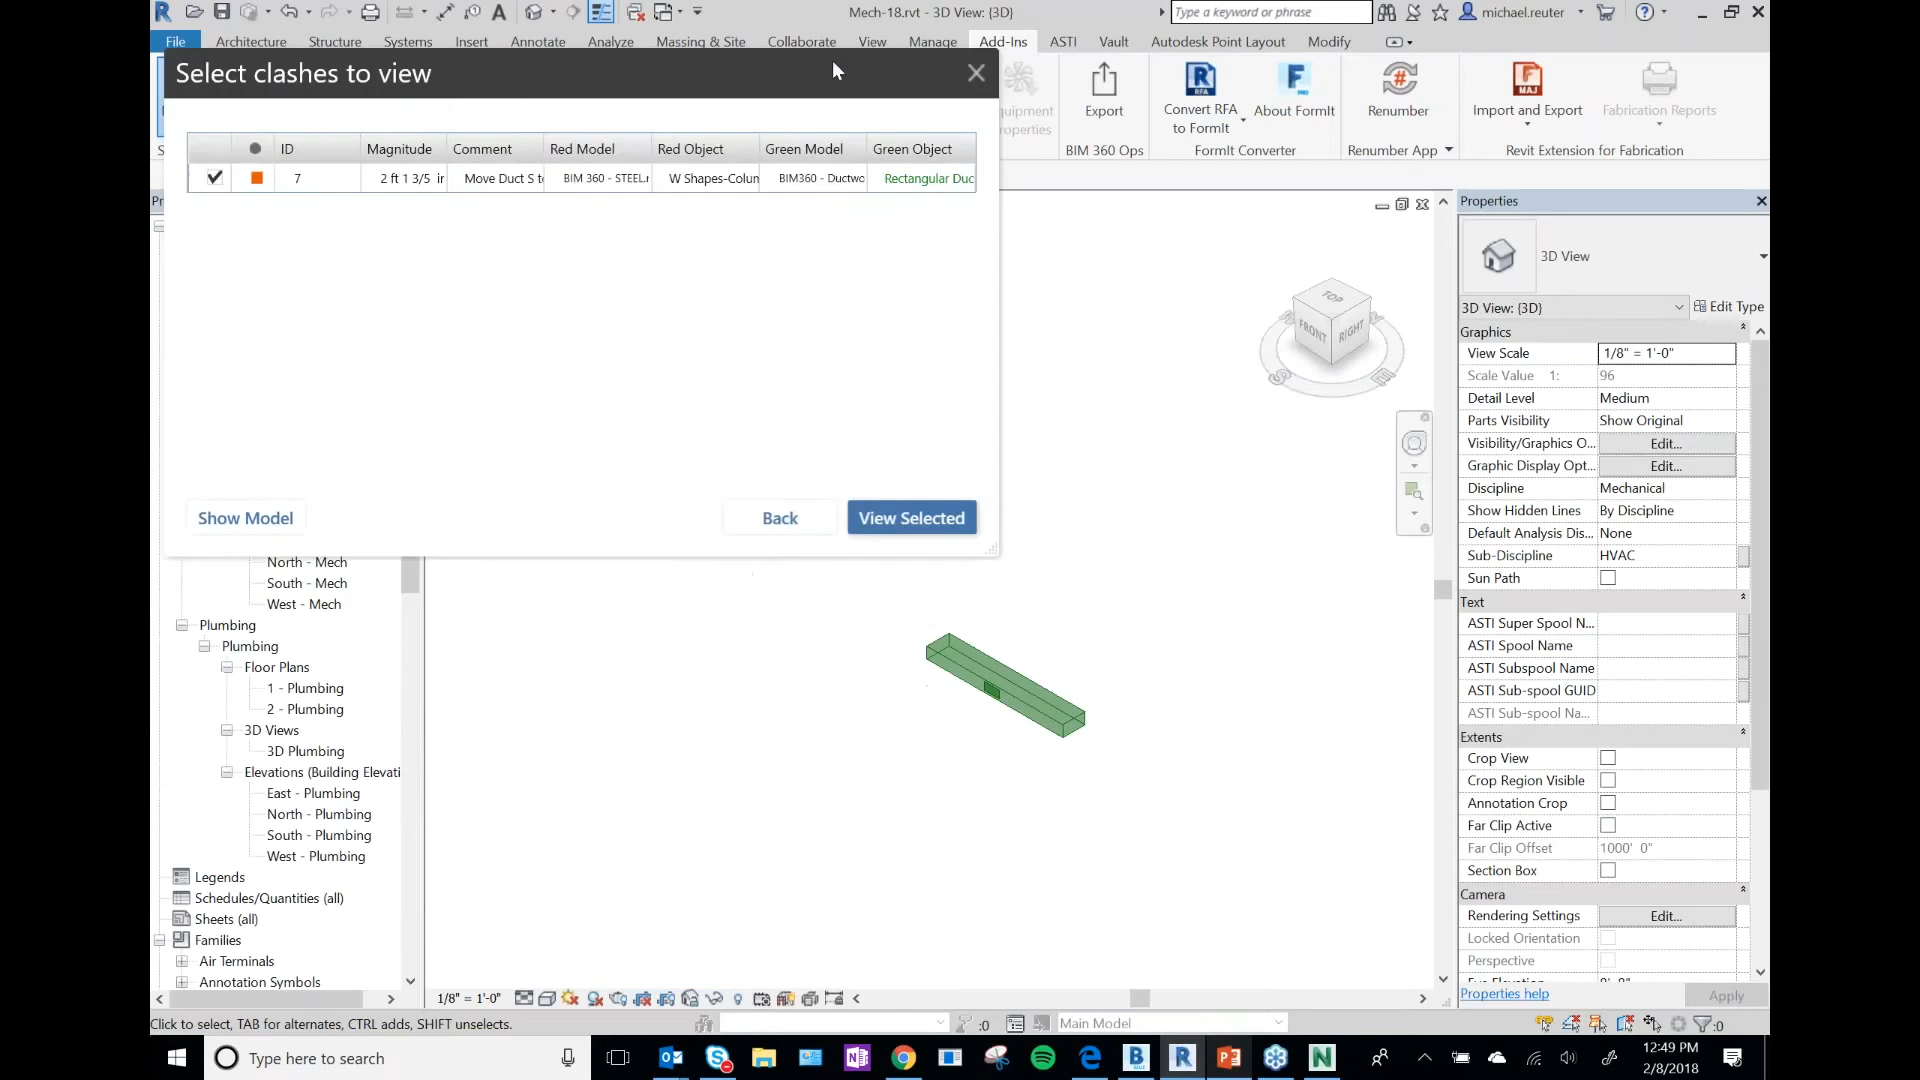 Mech-18.rvt - 3D View: {3D}
Type a keyword or phrase
michael.reuter
File Architecture Structure Systems Insert Annotate Analyze Massing & Site Collaborate View Manage Add-Ins ASTI Vault Autodesk Point Layout Modify
Select clashes to view
Export
Convert RFA
to FormIt
About FormIt
Renumber
Import and Export
Fabrication Reports
BIM 360 Ops
FormIt Converter
Renumber App
Revit Extension for Fabrication
ID Magnitude Comment Red Model Red Object Green Model Green Object
7 2 ft 1 3/5 in Move Duct S to BIM 360 - STEEL.r W Shapes-Colum BIM360 - Ductwo Rectangular Duc
Show Model
Back
View Selected
TOP
FRONT
RIGHT
S
E
North - Mech
South - Mech
West - Mech
Plumbing
Plumbing
Floor Plans
1 - Plumbing
2 - Plumbing
3D Views
3D Plumbing
Elevations (Building Elevati
East - Plumbing
North - Plumbing
South - Plumbing
West - Plumbing
Legends
Schedules/Quantities (all)
Sheets (all)
Families
Air Terminals
Annotation Symbols
Properties
3D View
3D View: {3D}
Edit Type
Graphics
View Scale 1/8" = 1'-0"
Scale Value 1: 96
Detail Level Medium
Parts Visibility Show Original
Visibility/Graphics O... Edit...
Graphic Display Opt... Edit...
Discipline Mechanical
Show Hidden Lines By Discipline
Default Analysis Dis... None
Sub-Discipline HVAC
Sun Path
Text
ASTI Super Spool N...
ASTI Spool Name
ASTI Subspool Name
ASTI Sub-spool GUID
ASTI Sub-spool Na...
Extents
Crop View
Crop Region Visible
Annotation Crop
Far Clip Active
Far Clip Offset 1000' 0"
Section Box
Camera
Rendering Settings Edit...
Locked Orientation
Perspective
Properties help
Apply
1/8" = 1'-0"
Click to select, TAB for alternates, CTRL adds, SHIFT unselects.
:0
Main Model
:0
Type here to search
12:49 PM
2/8/2018